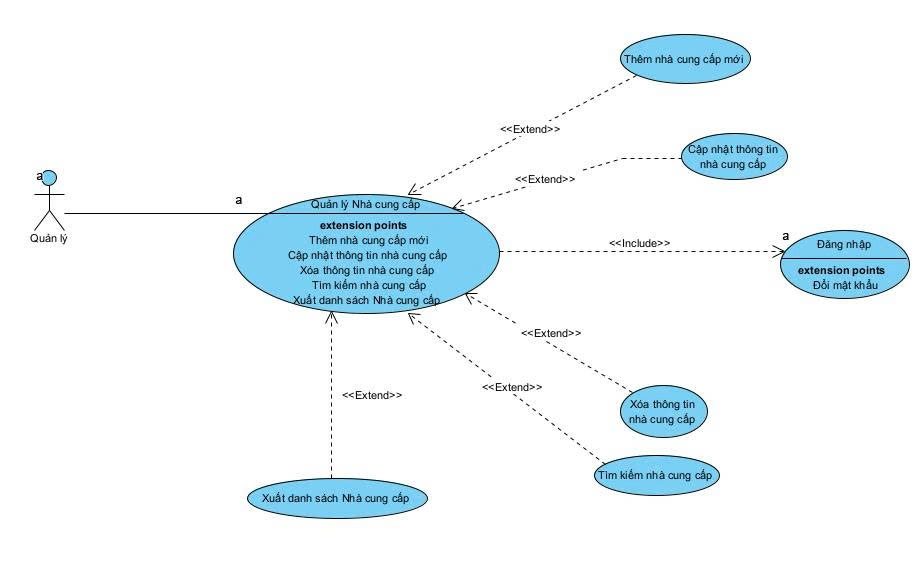 Thêm nhà cung cấp mới
<<Extend>>
Cập nhật thông tin
nhà cung cấp
<<Extend>>
a
Quản lý
a
Quản lý Nhà cung cấp
extension points
Thêm nhà cung cấp mới
Cập nhật thông tin nhà cung cấp
Xóa thông tin nhà cung cấp
Tìm kiếm nhà cung cấp
Xuất danh sách Nhà cung cấp
<<Include>>
a
Đăng nhập
extension points
Đổi mật khẩu
<<Extend>>
<<Extend>>
<<Extend>>
Xóa thông tin
nhà cung cấp
Tìm kiếm nhà cung cấp
Xuất danh sách Nhà cung cấp